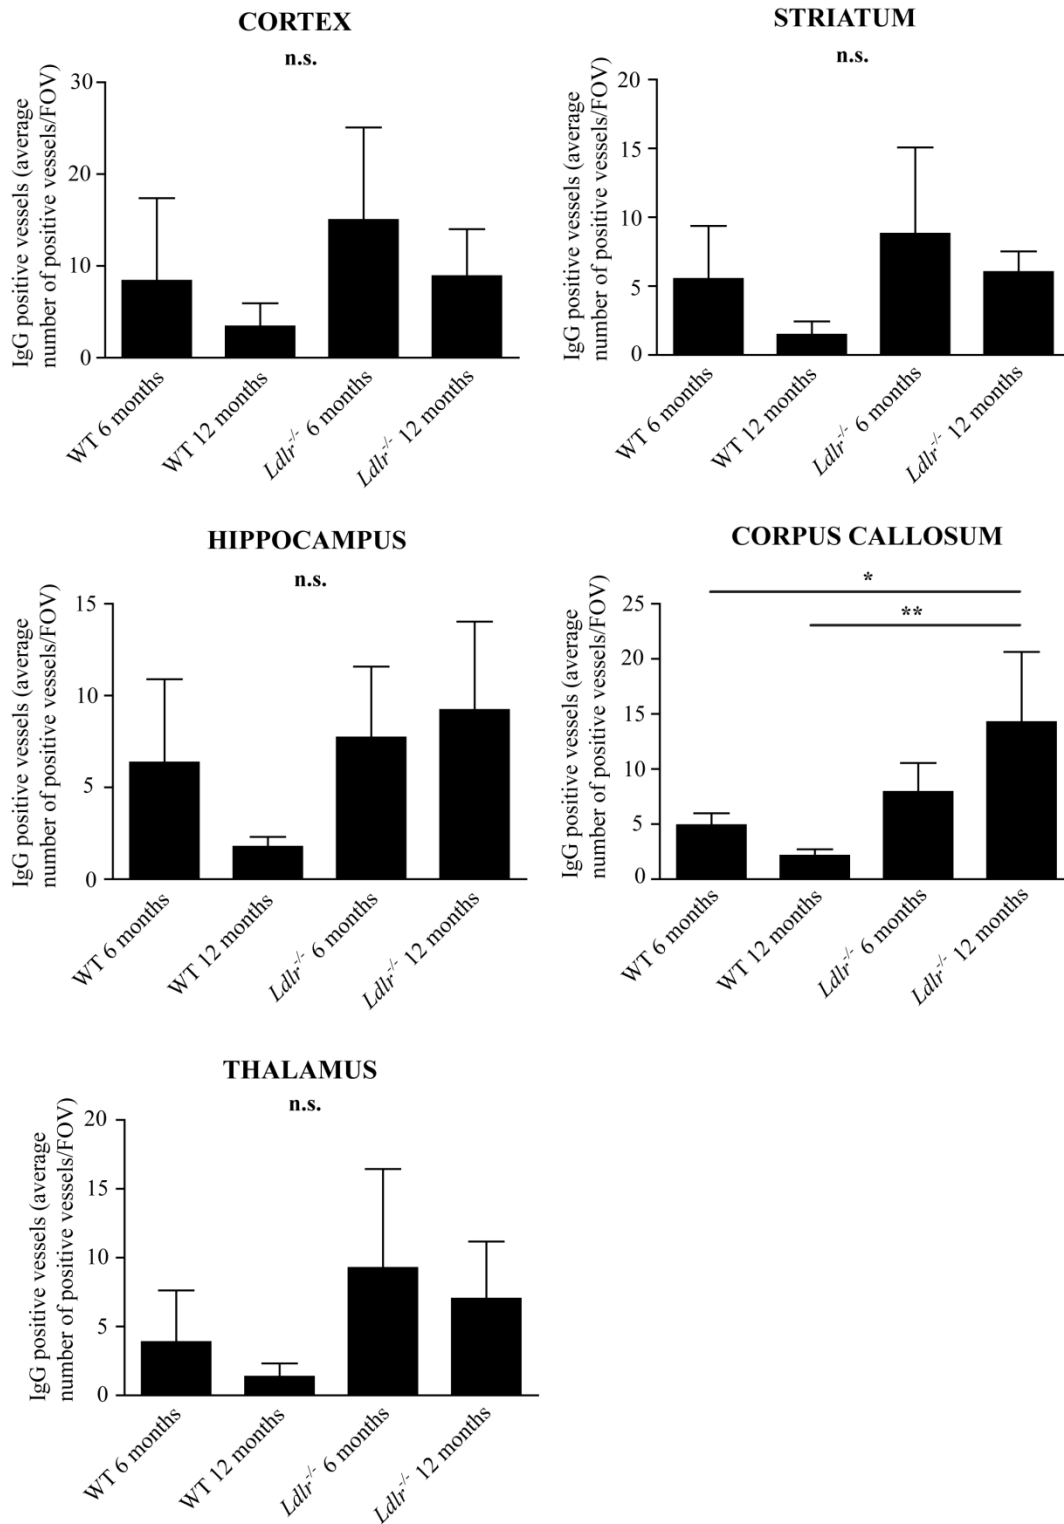 CORTEX
n.s.
IgG positive vessels (average
number of positive vessels/FOV)
30
20
10
0
WT 6 months
WT 12 months
Ldlr-/- 6 months
Ldlr-/- 12 months
STRIATUM
n.s.
IgG positive vessels (average
number of positive vessels/FOV)
20
15
10
5
0
WT 6 months
WT 12 months
Ldlr-/- 6 months
Ldlr-/- 12 months
HIPPOCAMPUS
n.s.
IgG positive vessels (average
number of positive vessels/FOV)
15
10
5
0
WT 6 months
WT 12 months
Ldlr-/- 6 months
Ldlr-/- 12 months
CORPUS CALLOSUM
*
**
IgG positive vessels (average
number of positive vessels/FOV)
25
20
15
10
5
0
WT 6 months
WT 12 months
Ldlr-/- 6 months
Ldlr-/- 12 months
THALAMUS
n.s.
IgG positive vessels (average
number of positive vessels/FOV)
20
15
10
5
0
WT 6 months
WT 12 months
Ldlr-/- 6 months
Ldlr-/- 12 months